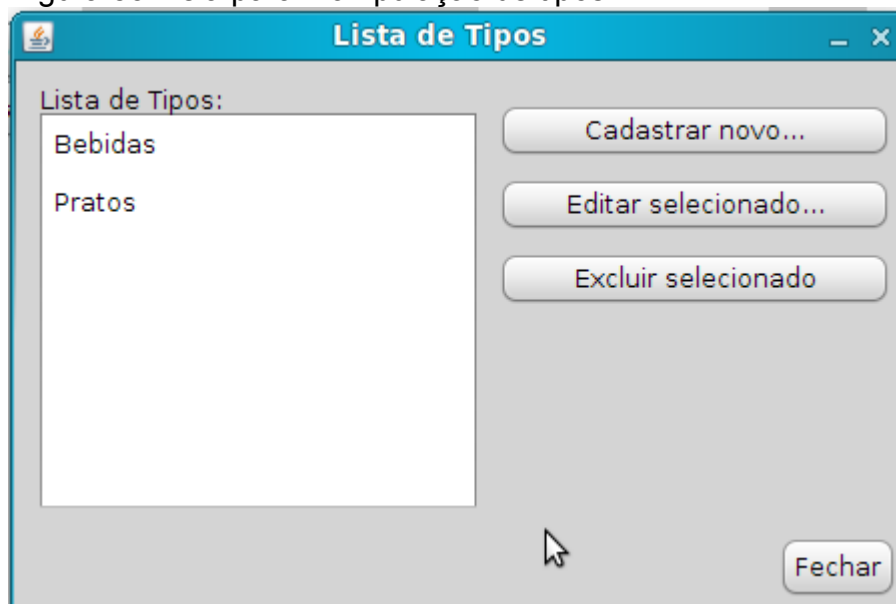 Lista de Tipos
Lista de Tipos:
Bebidas
Pratos
Cadastrar novo...
Editar selecionado...
Excluir selecionado
Fechar